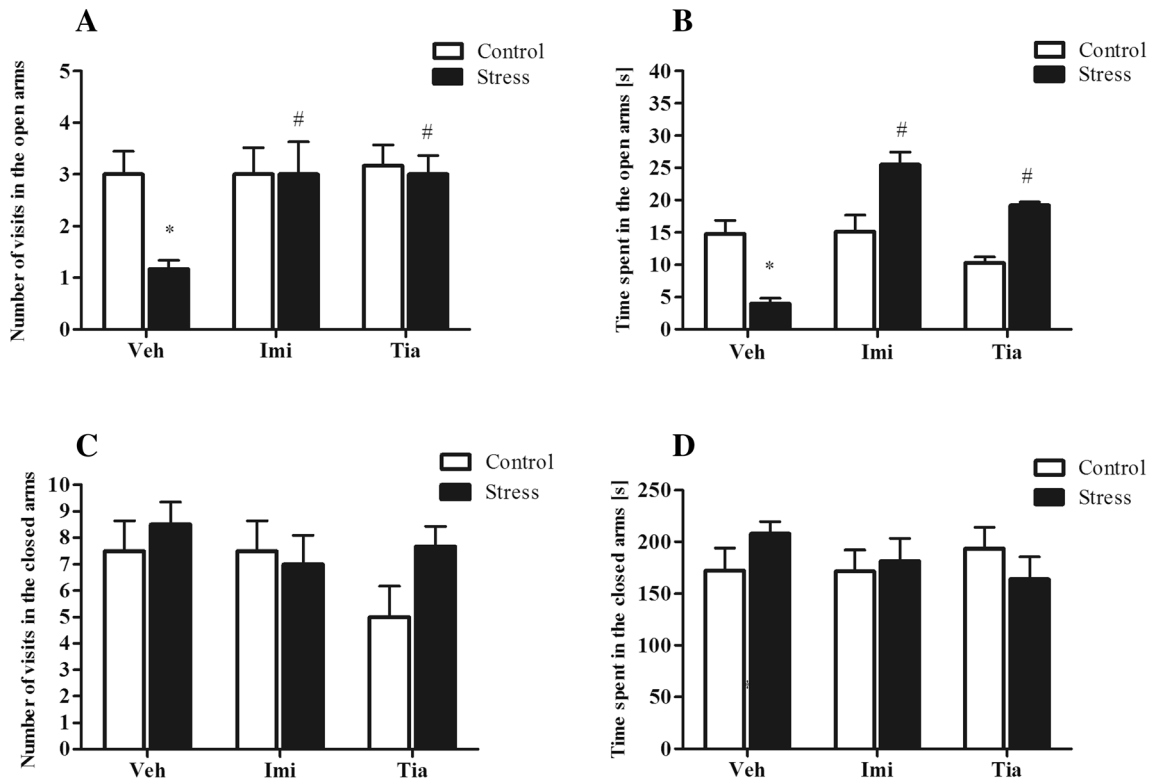 A
Control
Stress
Number of visits in the open arms
5
4
3
2
1
0
*
#
#
Veh
Imi
Tia
B
Control
Stress
Time spent in the open arms [s]
40
35
30
25
20
15
10
5
0
*
#
#
Veh
Imi
Tia
C
Control
Stress
Number of visits in the closed arms
10
9
8
7
6
5
4
3
2
1
0
Veh
Imi
Tia
D
Control
Stress
Time spent in the closed arms [s]
250
200
150
100
50
0
*
Veh
Imi
Tia